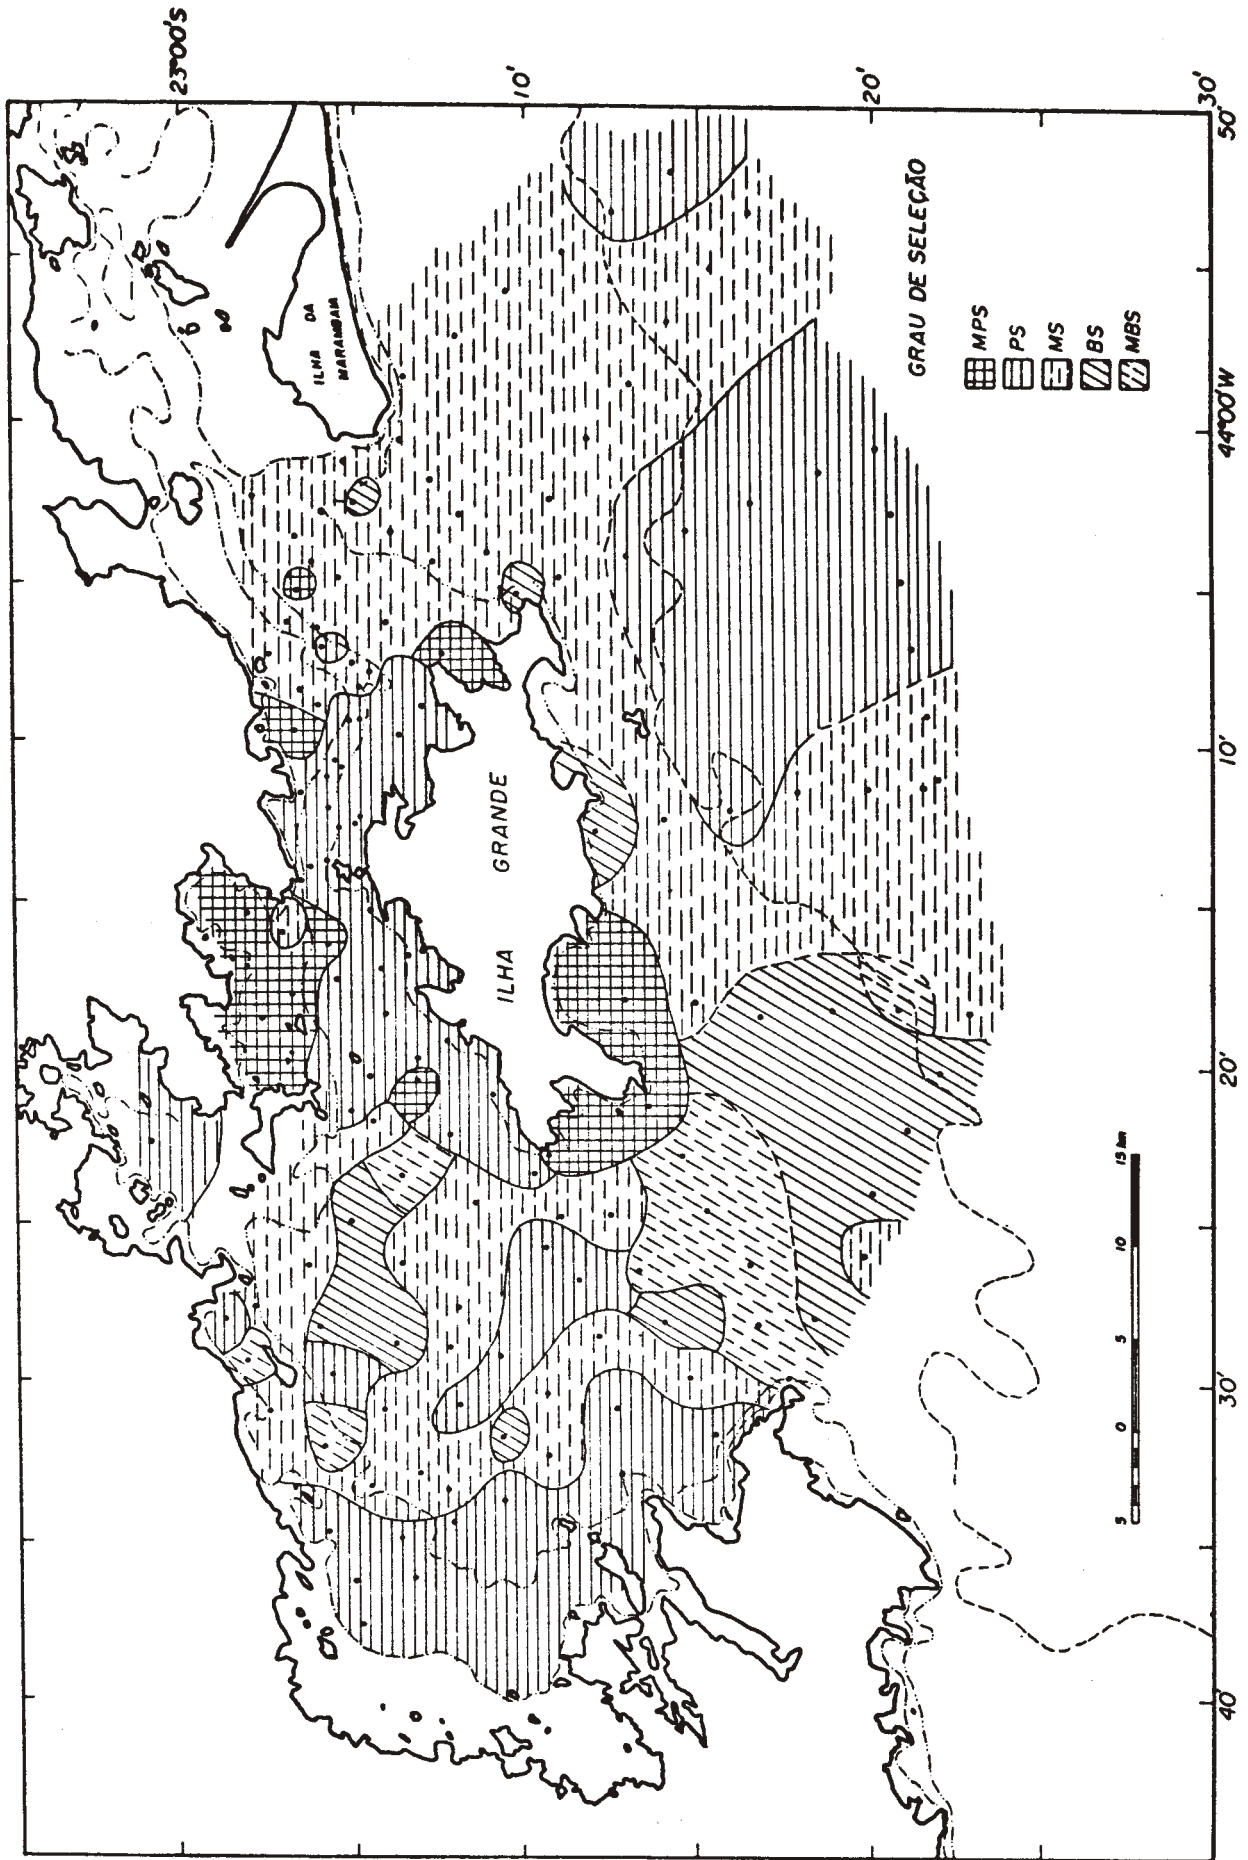 23°00'S
10'
20'
30'
50'
44°00'W
10'
20'
30'
40'
ILHA DA
MARAMBAIA
ILHA GRANDE
GRAU DE SELEÇÃO
MPS
PS
MS
BS
MBS
5 0 5 10 15 km